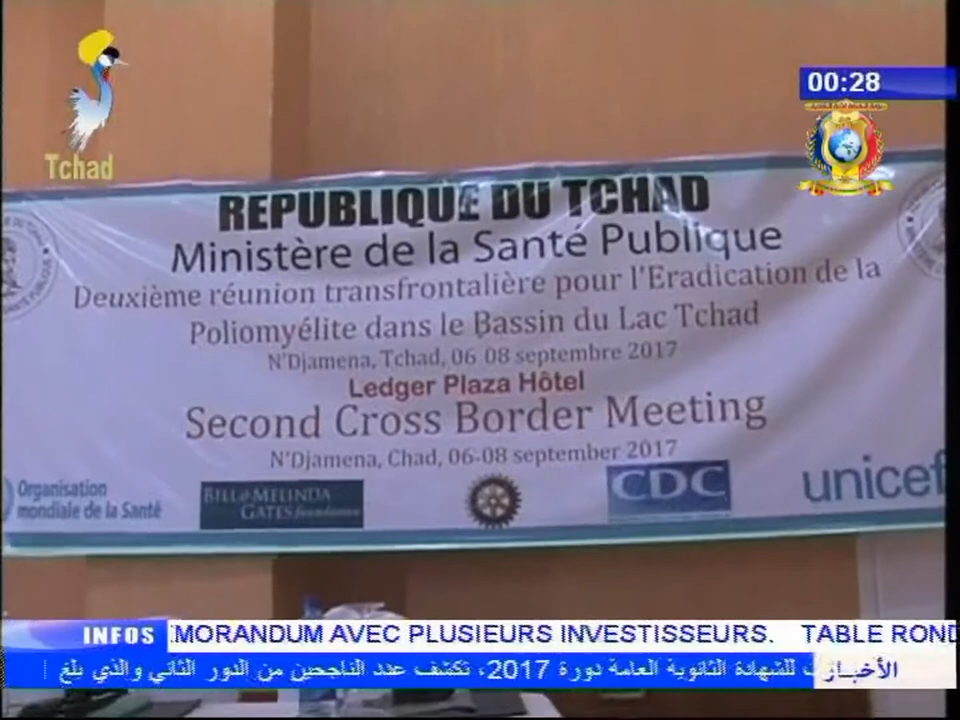 Tchad
00:28
REPUBLIQUE DU TCHAD
Ministère de la Santé Publique
Deuxième réunion transfrontalière pour l'Eradication de la
Poliomyélite dans le Bassin du Lac Tchad
N'Djamena, Tchad, 06-08 septembre 2017
Ledger Plaza Hôtel
Second Cross Border Meeting
N'Djamena, Chad, 06-08 september 2017
Organisation
mondiale de la Santé
BILL & MELINDA
GATES foundation
CDC
unicef
INFOS MORANDUM AVEC PLUSIEURS INVESTISSEURS. TABLE ROND
الأخبار للشهادة الثانوية العامة دورة 2017، تكشف عدد الناجحين من الدور الثاني والذي بلغ